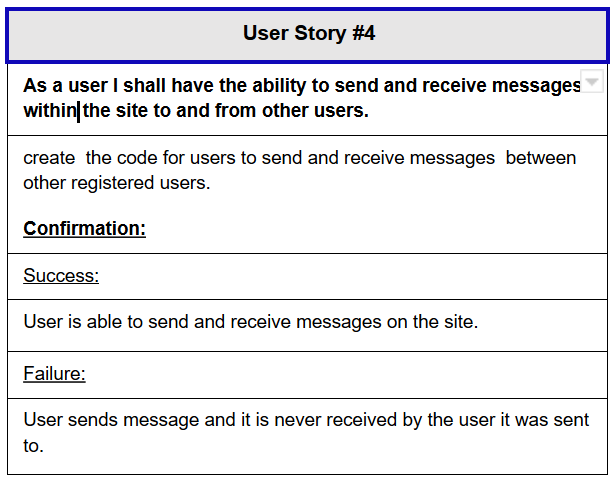 User Story #4
As a user I shall have the ability to send and receive messages
within the site to and from other users.
create  the code for users to send and receive messages  between
other registered users.
Confirmation:
Success:
User is able to send and receive messages on the site.
Failure:
User sends message and it is never received by the user it was sent
to.